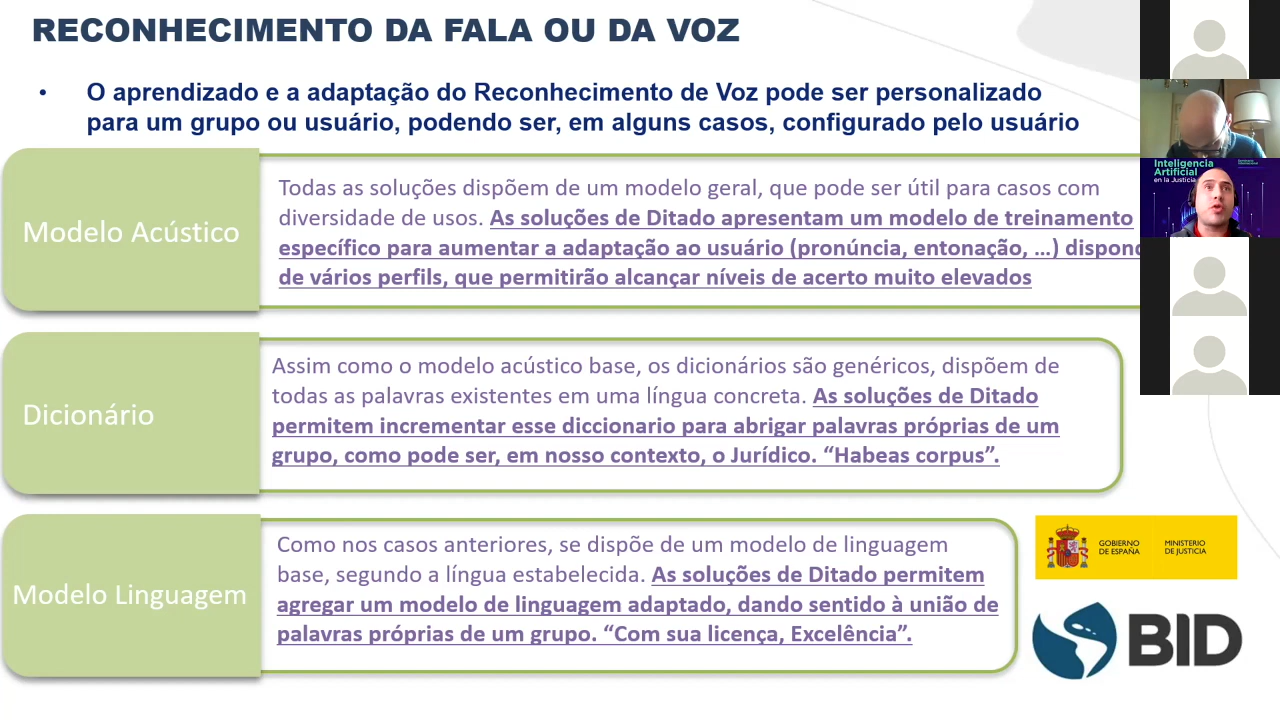 RECONHECIMENTO DA FALA OU DA VOZ
• O aprendizado e a adaptação do Reconhecimento de Voz pode ser personalizado
para um grupo ou usuário, podendo ser, em alguns casos, configurado pelo usuário
Modelo Acústico
Todas as soluções dispõem de um modelo geral, que pode ser útil para casos com
diversidade de usos. As soluções de Ditado apresentam um modelo de treinamento
específico para aumentar a adaptação ao usuário (pronúncia, entonação, ...)
de vários perfis, que permitirão alcançar níveis de acerto muito elevados
Dicionário
Assim como o modelo acústico base, os dicionários são genéricos, dispõem de
todas as palavras existentes em uma língua concreta. As soluções de Ditado
permitem incrementar esse diccionario para abrigar palavras próprias de um
grupo, como pode ser, em nosso contexto, o Jurídico. “Habeas corpus”.
Modelo Linguagem
Como nos casos anteriores, se dispõe de um modelo de linguagem
base, segundo a língua estabelecida. As soluções de Ditado permitem
agregar um modelo de linguagem adaptado, dando sentido à união de
palavras próprias de um grupo. “Com sua licença, Excelência”.
Inteligencia
Artificial
en la Justicia
GOBIERNO
DE ESPAÑA
MINISTERIO
DE JUSTICIA
BID